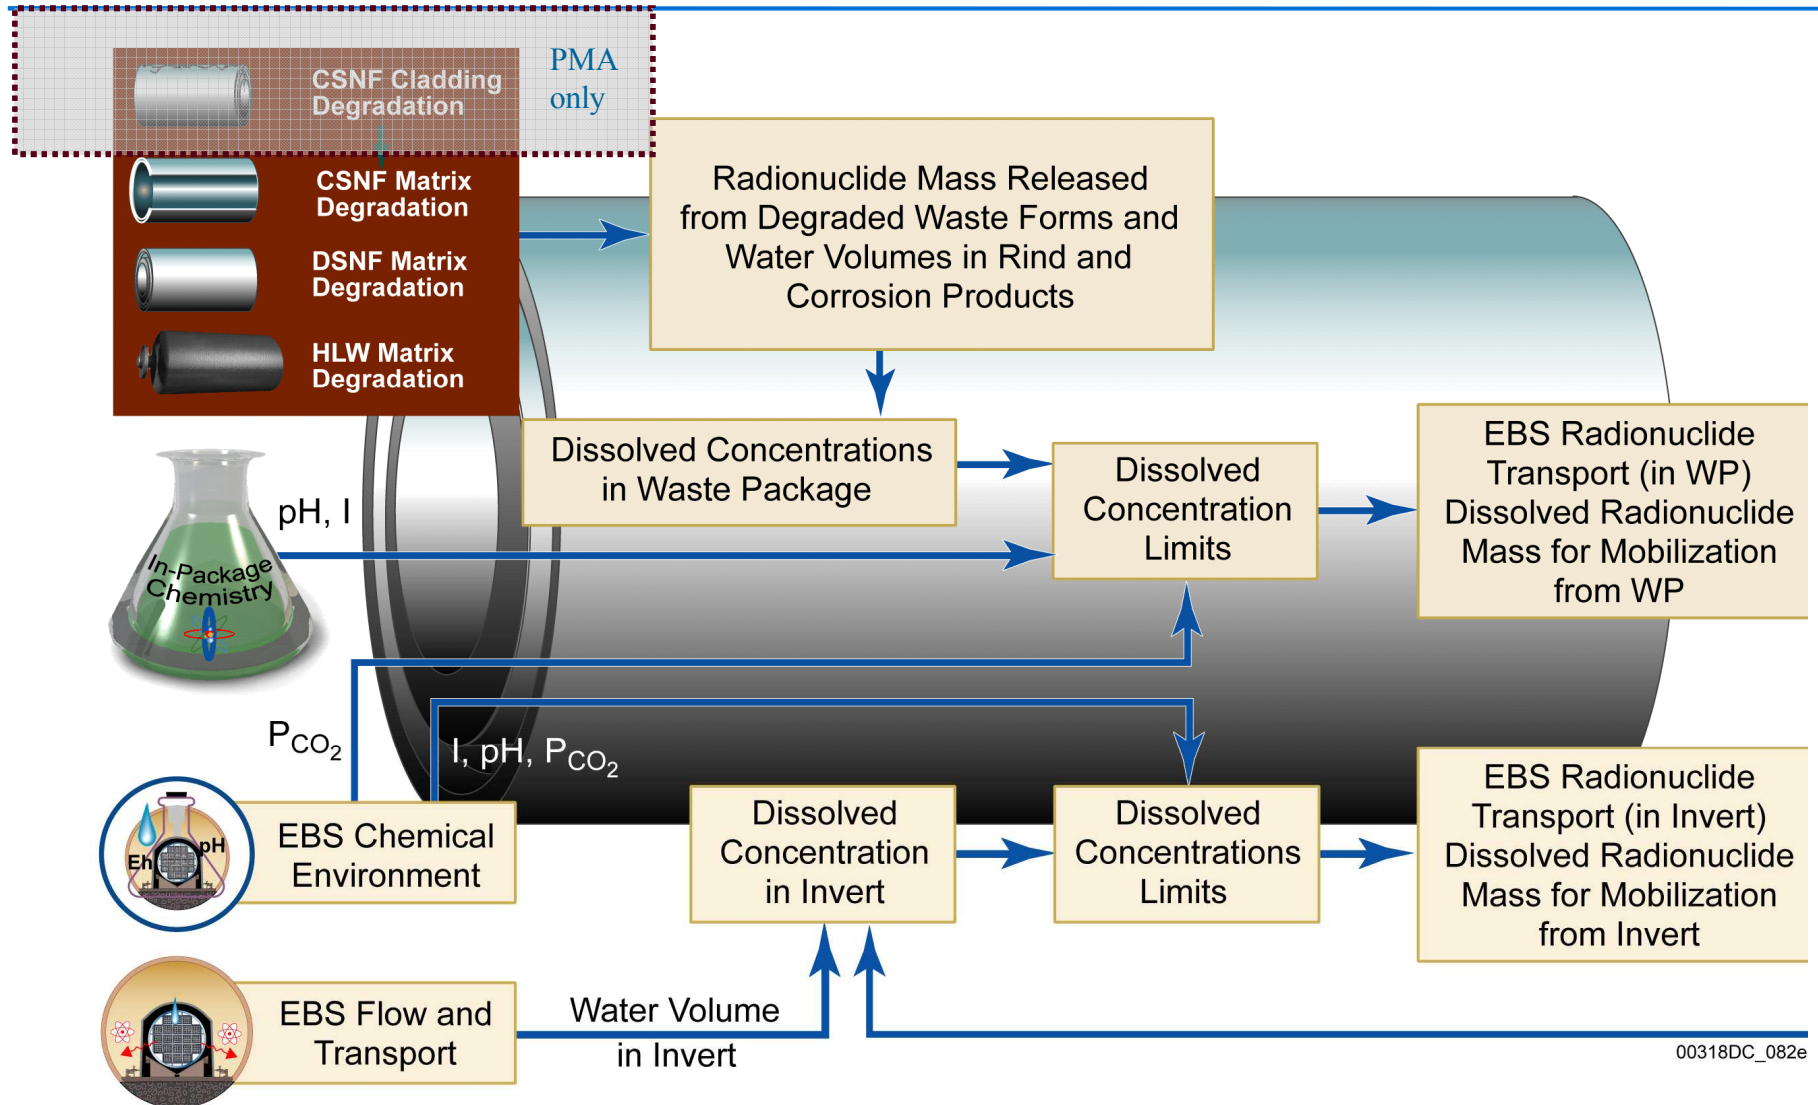 PMA
only
CSNF Cladding
Degradation
CSNF Matrix
Degradation
DSNF Matrix
Degradation
HLW Matrix
Degradation
Radionuclide Mass Released
from Degraded Waste Forms and
Water Volumes in Rind and
Corrosion Products
Dissolved Concentrations
in Waste Package
Dissolved
Concentration
Limits
EBS Radionuclide
Transport (in WP)
Dissolved Radionuclide
Mass for Mobilization
from WP
pH, I
In-Package
Chemistry
P_CO₂
I, pH, P_CO₂
Eh
pH
EBS Chemical
Environment
Dissolved
Concentration
in Invert
Dissolved
Concentrations
Limits
EBS Radionuclide
Transport (in Invert)
Dissolved Radionuclide
Mass for Mobilization
from Invert
EBS Flow and
Transport
Water Volume
in Invert
00318DC_082e